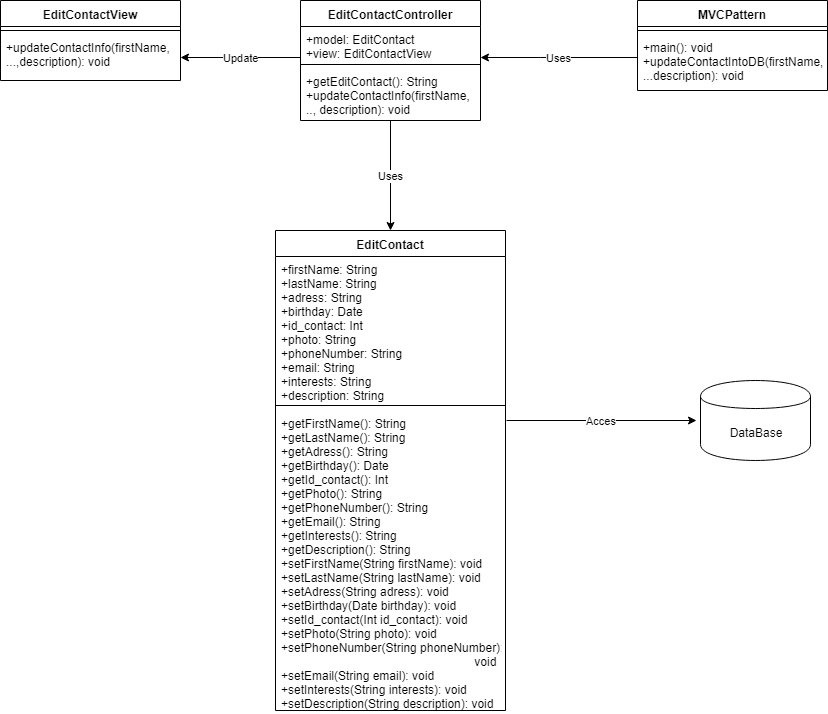 EditContactView
+updateContactInfo(firstName,
...,description): void
Update
EditContactController
+model: EditContact
+view: EditContactView
+getEditContact(): String
+updateContactInfo(firstName,
.., description): void
Uses
MVCPattern
+main(): void
+updateContactIntoDB(firstName,
...description): void
Uses
EditContact
+firstName: String
+lastName: String
+adress: String
+birthday: Date
+id_contact: Int
+photo: String
+phoneNumber: String
+email: String
+interests: String
+description: String
+getFirstName(): String
+getLastName(): String
+getAdress(): String
+getBirthday(): Date
+getId_contact(): Int
+getPhoto(): String
+getPhoneNumber(): String
+getEmail(): String
+getInterests(): String
+getDescription(): String
+setFirstName(String firstName): void
+setLastName(String lastName): void
+setAdress(String adress): void
+setBirthday(Date birthday): void
+setId_contact(Int id_contact): void
+setPhoto(String photo): void
+setPhoneNumber(String phoneNumber):
void
+setEmail(String email): void
+setInterests(String interests): void
+setDescription(String description): void
Acces
DataBase